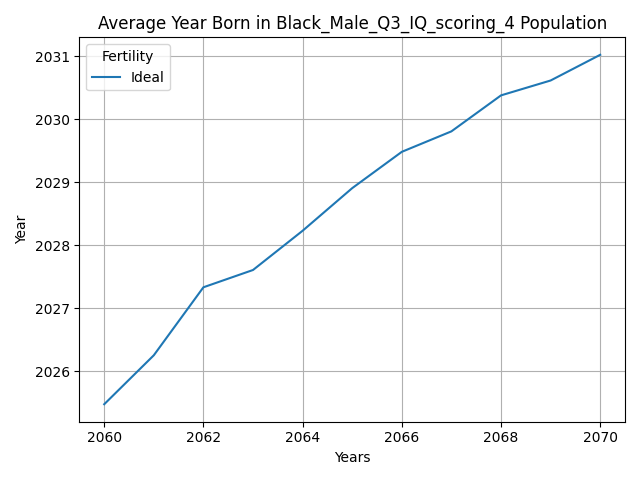 Average Year Born in Black_Male_Q3_IQ_scoring_4 Population
Fertility
Ideal
2031
2030
2029
2028
2027
2026
Year
2060 2062 2064 2066 2068 2070
Years